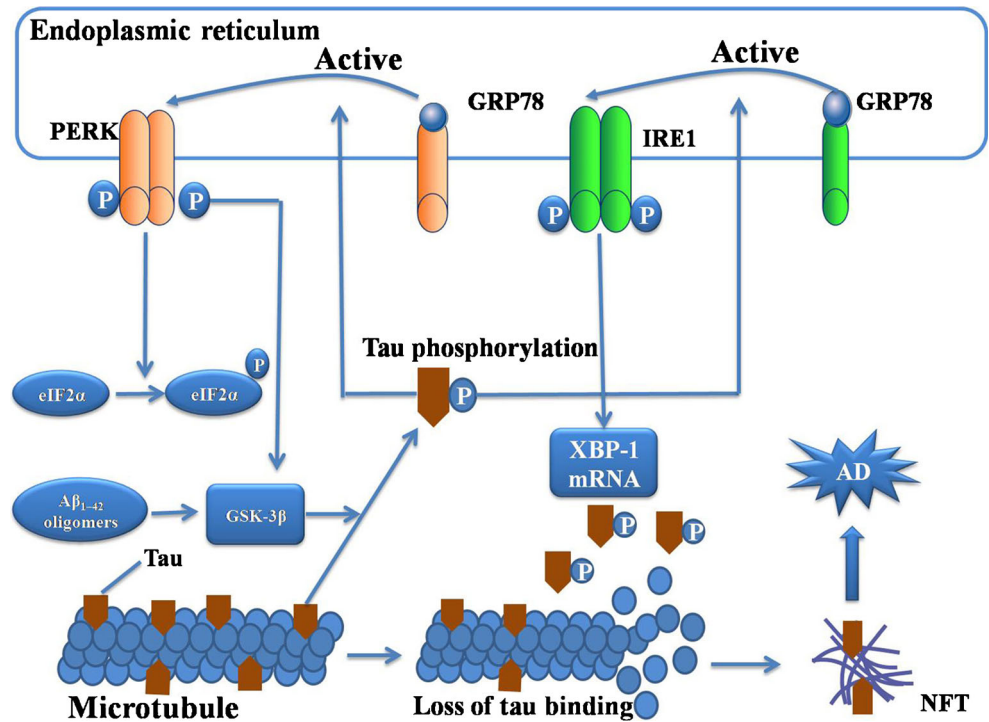 Endoplasmic reticulum
Active
Active
GRP78
GRP78
PERK
IRE1
P
P
P
P
Tau phosphorylation
P
eIF2α
eIF2α
P
XBP-1
mRNA
AD
Aβ1–42
oligomers
GSK-3β
P
P
P
Tau
Microtubule
Loss of tau binding
NFT